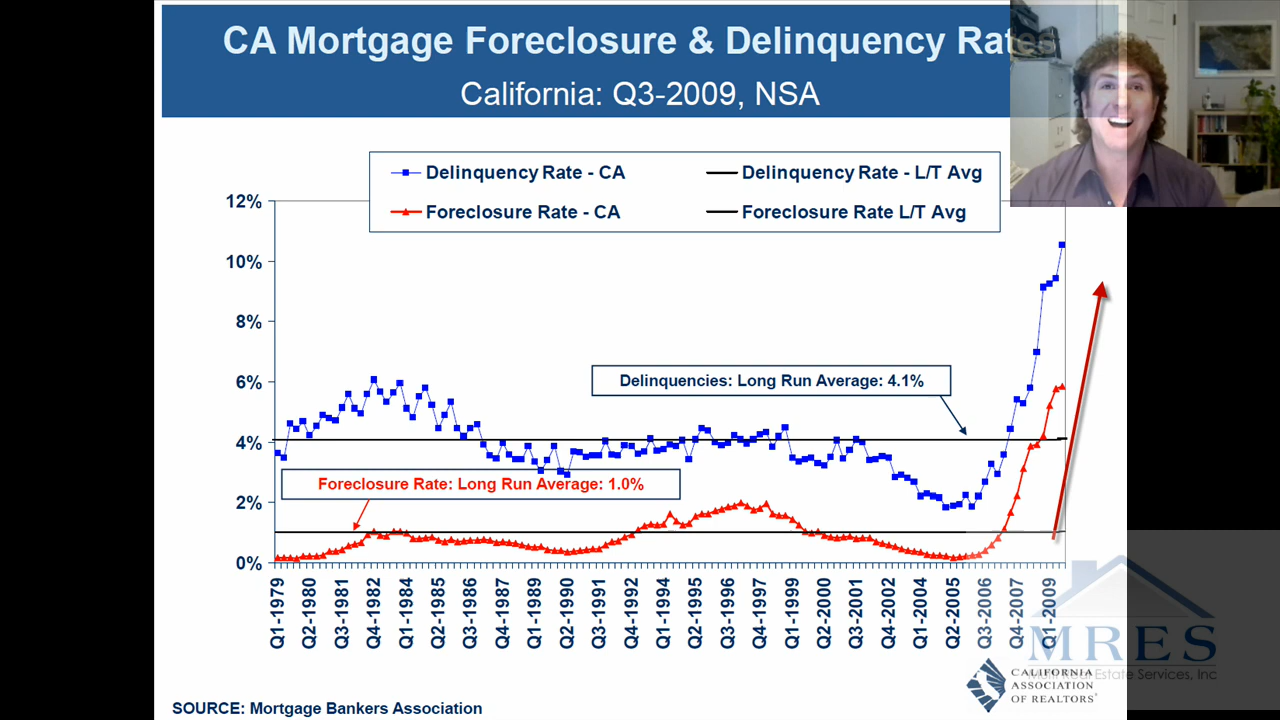 CA Mortgage Foreclosure & Delinquency Rates
California: Q3-2009, NSA
Delinquency Rate - CA
Delinquency Rate - L/T Avg
Foreclosure Rate - CA
Foreclosure Rate L/T Avg
12%
10%
8%
6%
4%
2%
0%
Delinquencies: Long Run Average: 4.1%
Foreclosure Rate: Long Run Average: 1.0%
Q1-1979
Q2-1980
Q3-1981
Q4-1982
Q1-1984
Q2-1985
Q3-1986
Q4-1987
Q1-1989
Q2-1990
Q3-1991
Q4-1992
Q1-1994
Q2-1995
Q3-1996
Q4-1997
Q1-1999
Q2-2000
Q3-2001
Q4-2002
Q1-2004
Q2-2005
Q3-2006
Q4-2007
Q1-2009
MRES
Real Estate Services, Inc
CALIFORNIA
ASSOCIATION
OF REALTORS®
SOURCE: Mortgage Bankers Association